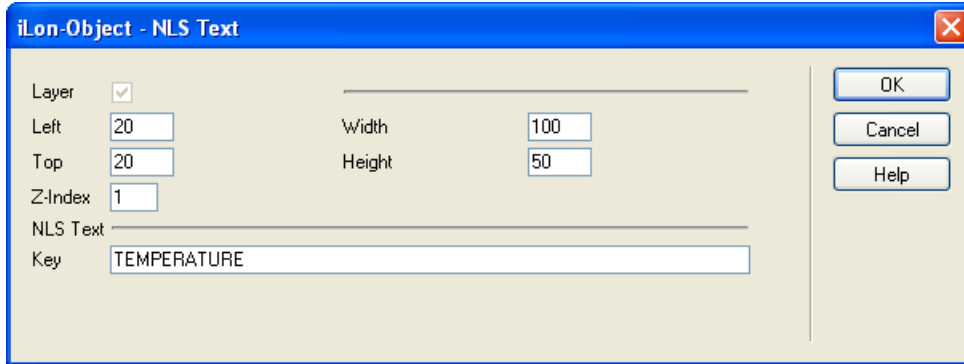 iLon-Object - NLS Text
Layer
OK
Left 20 Width 100
Cancel
Top 20 Height 50
Help
Z-Index 1
NLS Text
Key TEMPERATURE